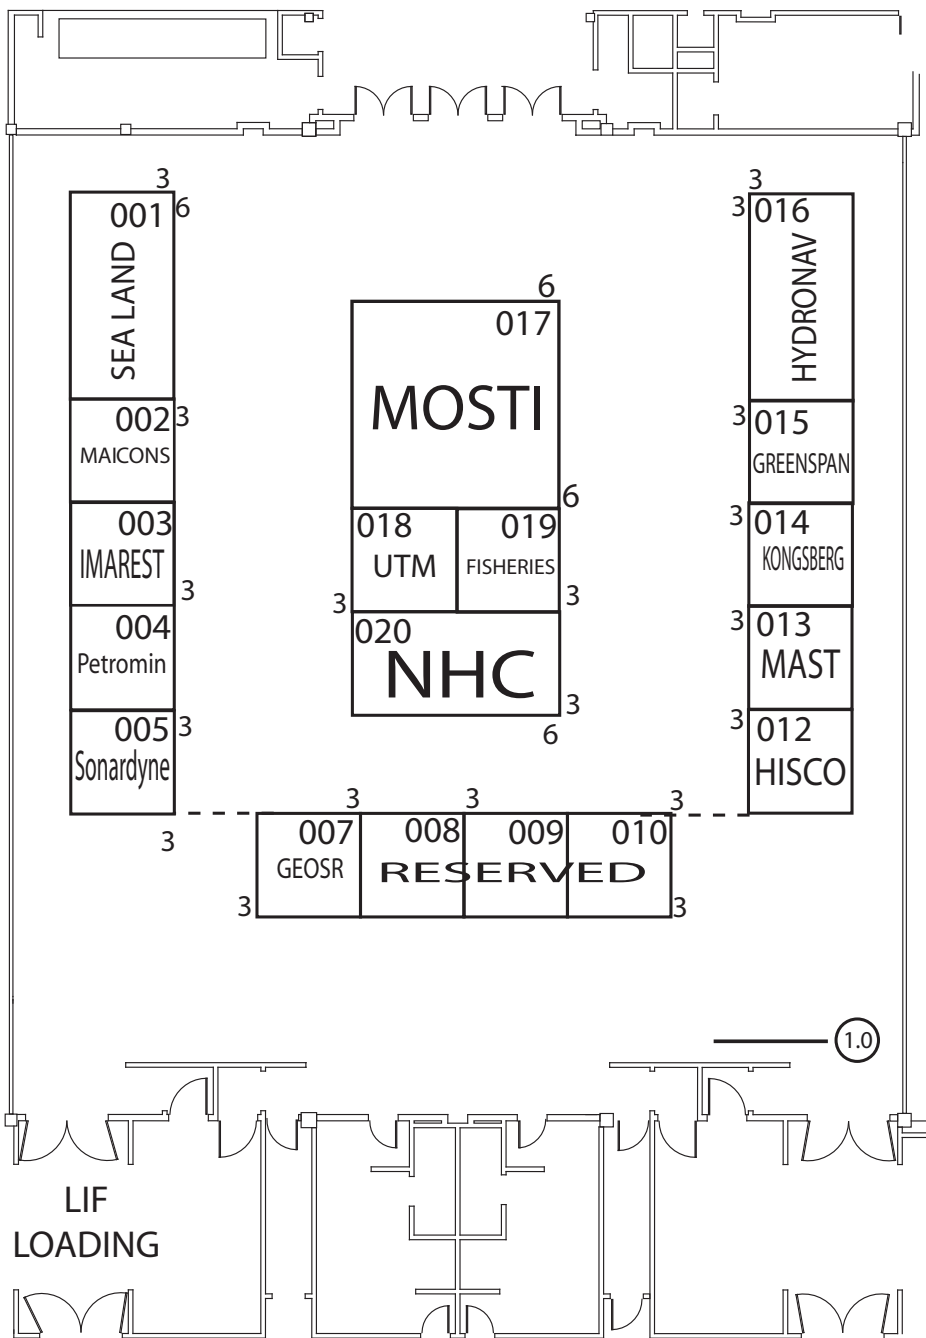 3
6
001
SEA LAND
002
3
MAICONS
003
IMAREST
3
004
Petromin
005
3
Sonardyne
3
6
017
MOSTI
6
018
UTM
3
019
FISHERIES
3
020
NHC
3
6
3
3
016
HYDRONAV
3
015
GREENSPAN
3
014
KONGSBERG
3
013
MAST
3
012
HISCO
3
3
3
007
008
009
010
GEOSR
RESERVED
3
3
1.0
LIF
LOADING